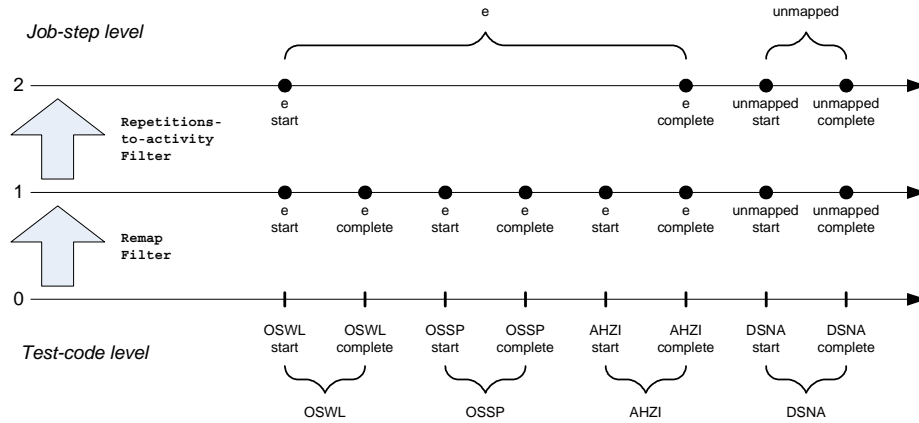 e
unmapped
Job-step level
2
e
start
e
complete
unmapped
start
unmapped
complete
Repetitions-
to-activity
Filter
1
e
start
e
complete
e
start
e
complete
e
start
e
complete
unmapped
start
unmapped
complete
Remap
Filter
0
OSWL
start
OSWL
complete
OSSP
start
OSSP
complete
AHZI
start
AHZI
complete
DSNA
start
DSNA
complete
Test-code level
OSWL
OSSP
AHZI
DSNA